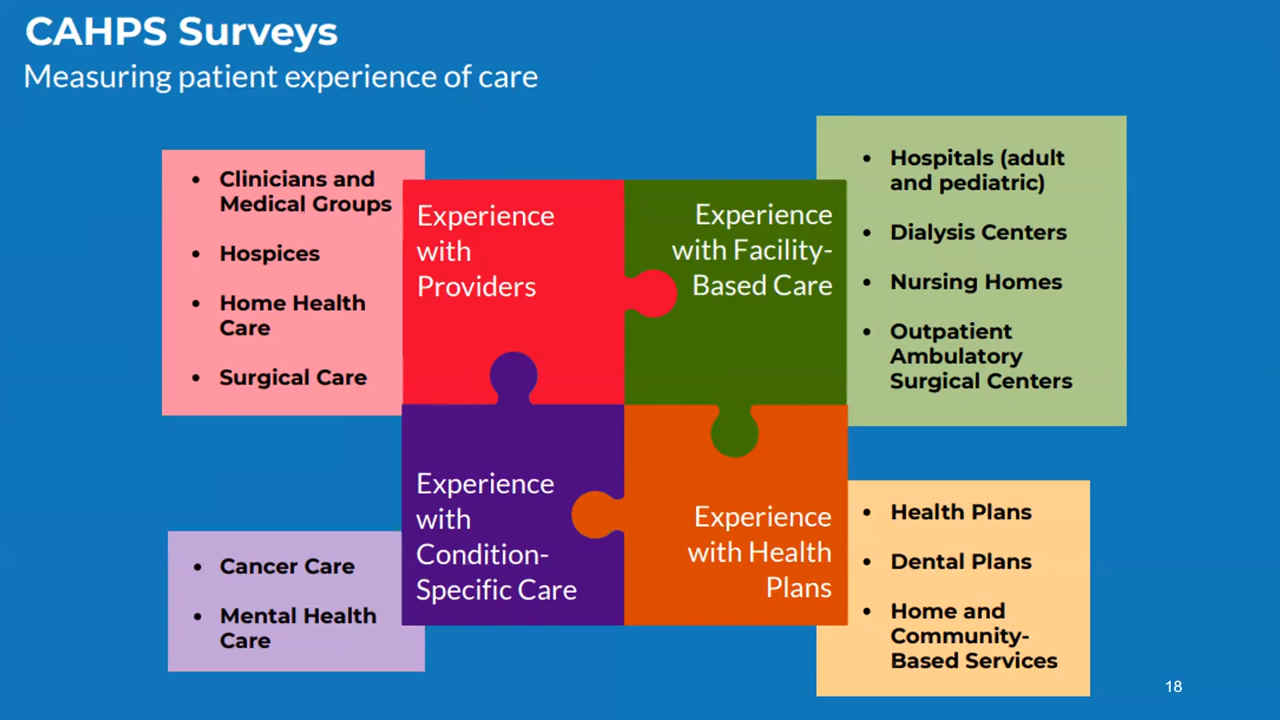 CAHPS Surveys
Measuring patient experience of care
• Clinicians and
Medical Groups
• Hospices
• Home Health
Care
• Surgical Care
Experience
with
Providers
Experience
with Facility-
Based Care
• Hospitals (adult
and pediatric)
• Dialysis Centers
• Nursing Homes
• Outpatient
Ambulatory
Surgical Centers
• Cancer Care
• Mental Health
Care
Experience
with
Condition-
Specific Care
Experience
with Health
Plans
• Health Plans
• Dental Plans
• Home and
Community-
Based Services
18